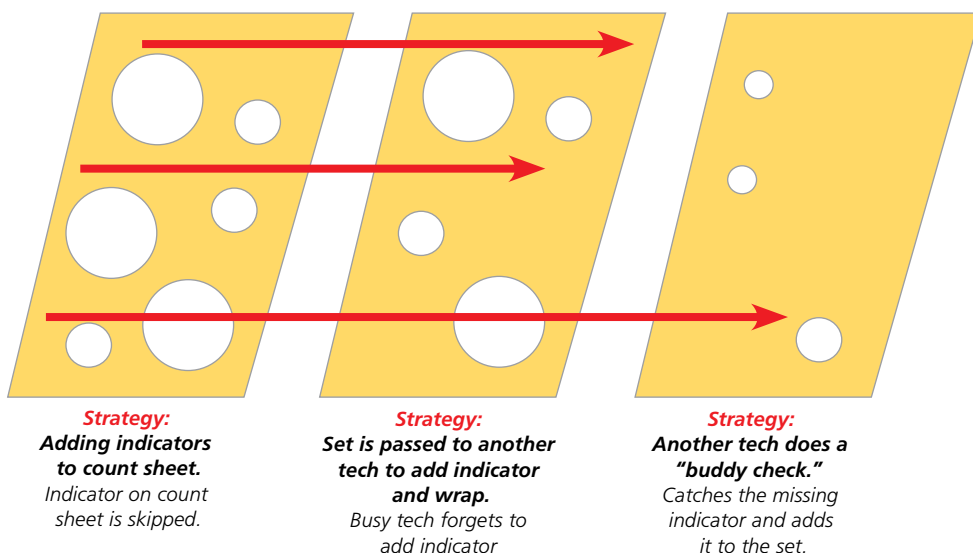 Strategy:
Adding indicators
to count sheet.
Indicator on count
sheet is skipped.
Strategy:
Set is passed to another
tech to add indicator
and wrap.
Busy tech forgets to
add indicator
Strategy:
Another tech does a
“buddy check.”
Catches the missing
indicator and adds
it to the set.